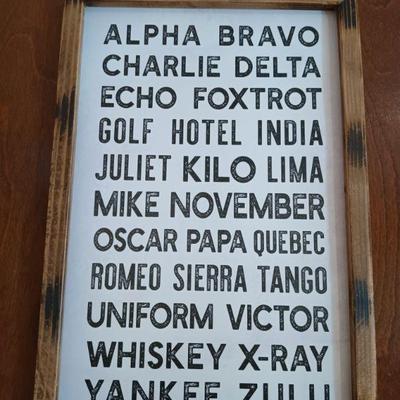 ALPHA BRAVO
CHARLIE DELTA
ECHO FOXTROT
GOLF HOTEL INDIA
JULIET KILO LIMA
MIKE NOVEMBER
OSCAR PAPA QUEBEC
ROMEO SIERRA TANGO
UNIFORM VICTOR
WHISKEY X-RAY
YANKEE ZULU